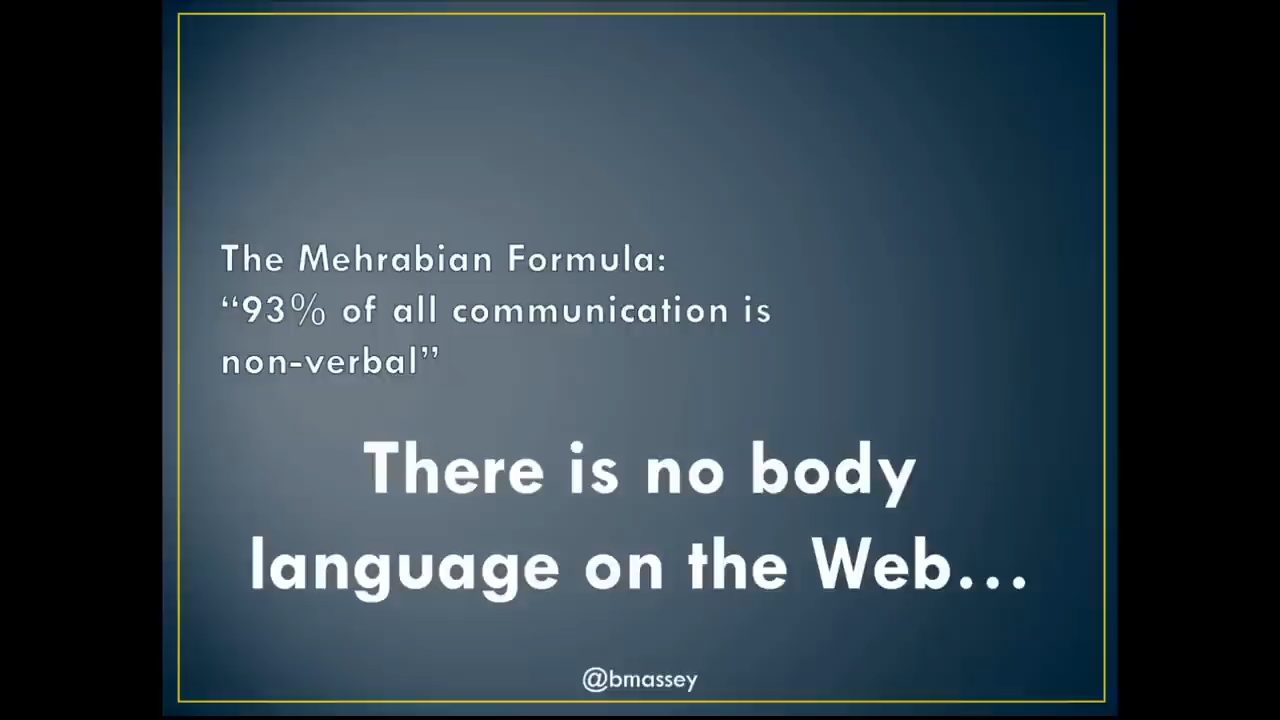 The Mehrabian Formula:
“93% of all communication is
non-verbal”
There is no body
language on the Web...
@bmassey